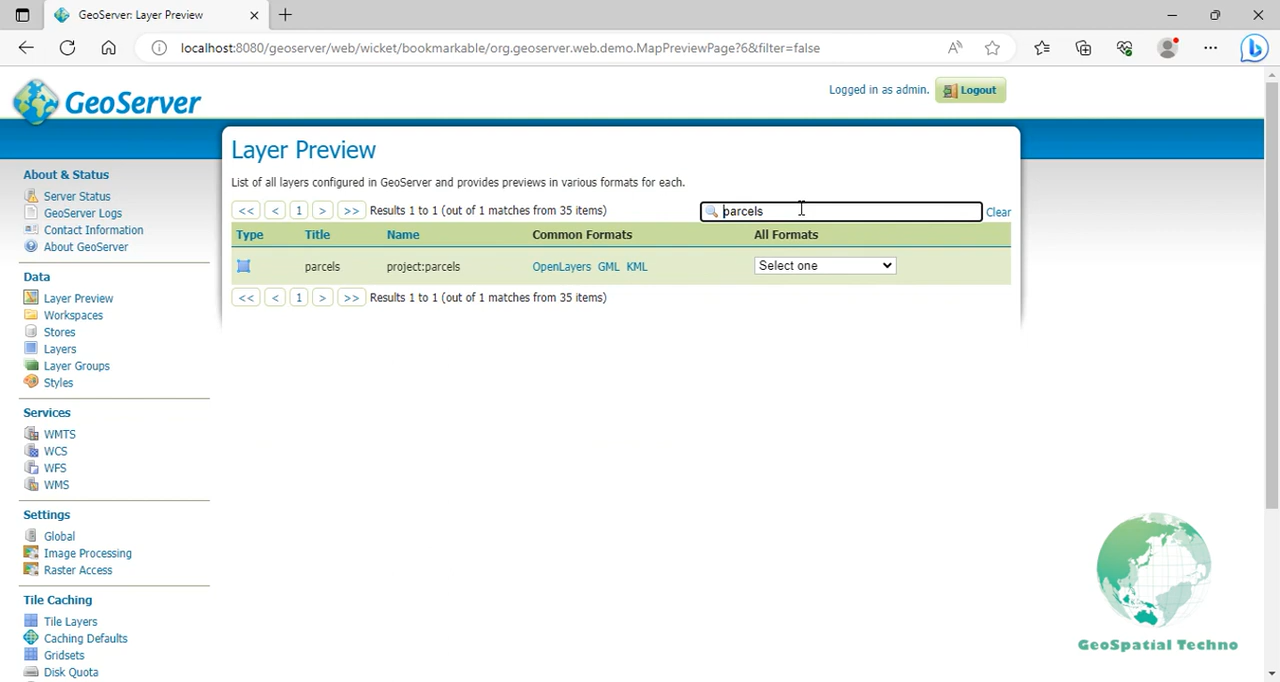 GeoServer: Layer Preview
localhost:8080/geoserver/web/wicket/bookmarkable/org.geoserver.web.demo.MapPreviewPage?6&filter=false
GeoServer
Logged in as admin.
Logout
About & Status
Server Status
GeoServer Logs
Contact Information
About GeoServer
Data
Layer Preview
Workspaces
Stores
Layers
Layer Groups
Styles
Services
WMTS
WCS
WFS
WMS
Settings
Global
Image Processing
Raster Access
Tile Caching
Tile Layers
Caching Defaults
Gridsets
Disk Quota
Layer Preview
List of all layers configured in GeoServer and provides previews in various formats for each.
<< < 1 > >> Results 1 to 1 (out of 1 matches from 35 items)
parcels
Clear
Type Title Name Common Formats All Formats
parcels project:parcels OpenLayers GML KML Select one
<< < 1 > >> Results 1 to 1 (out of 1 matches from 35 items)
GeoSpatial Techno